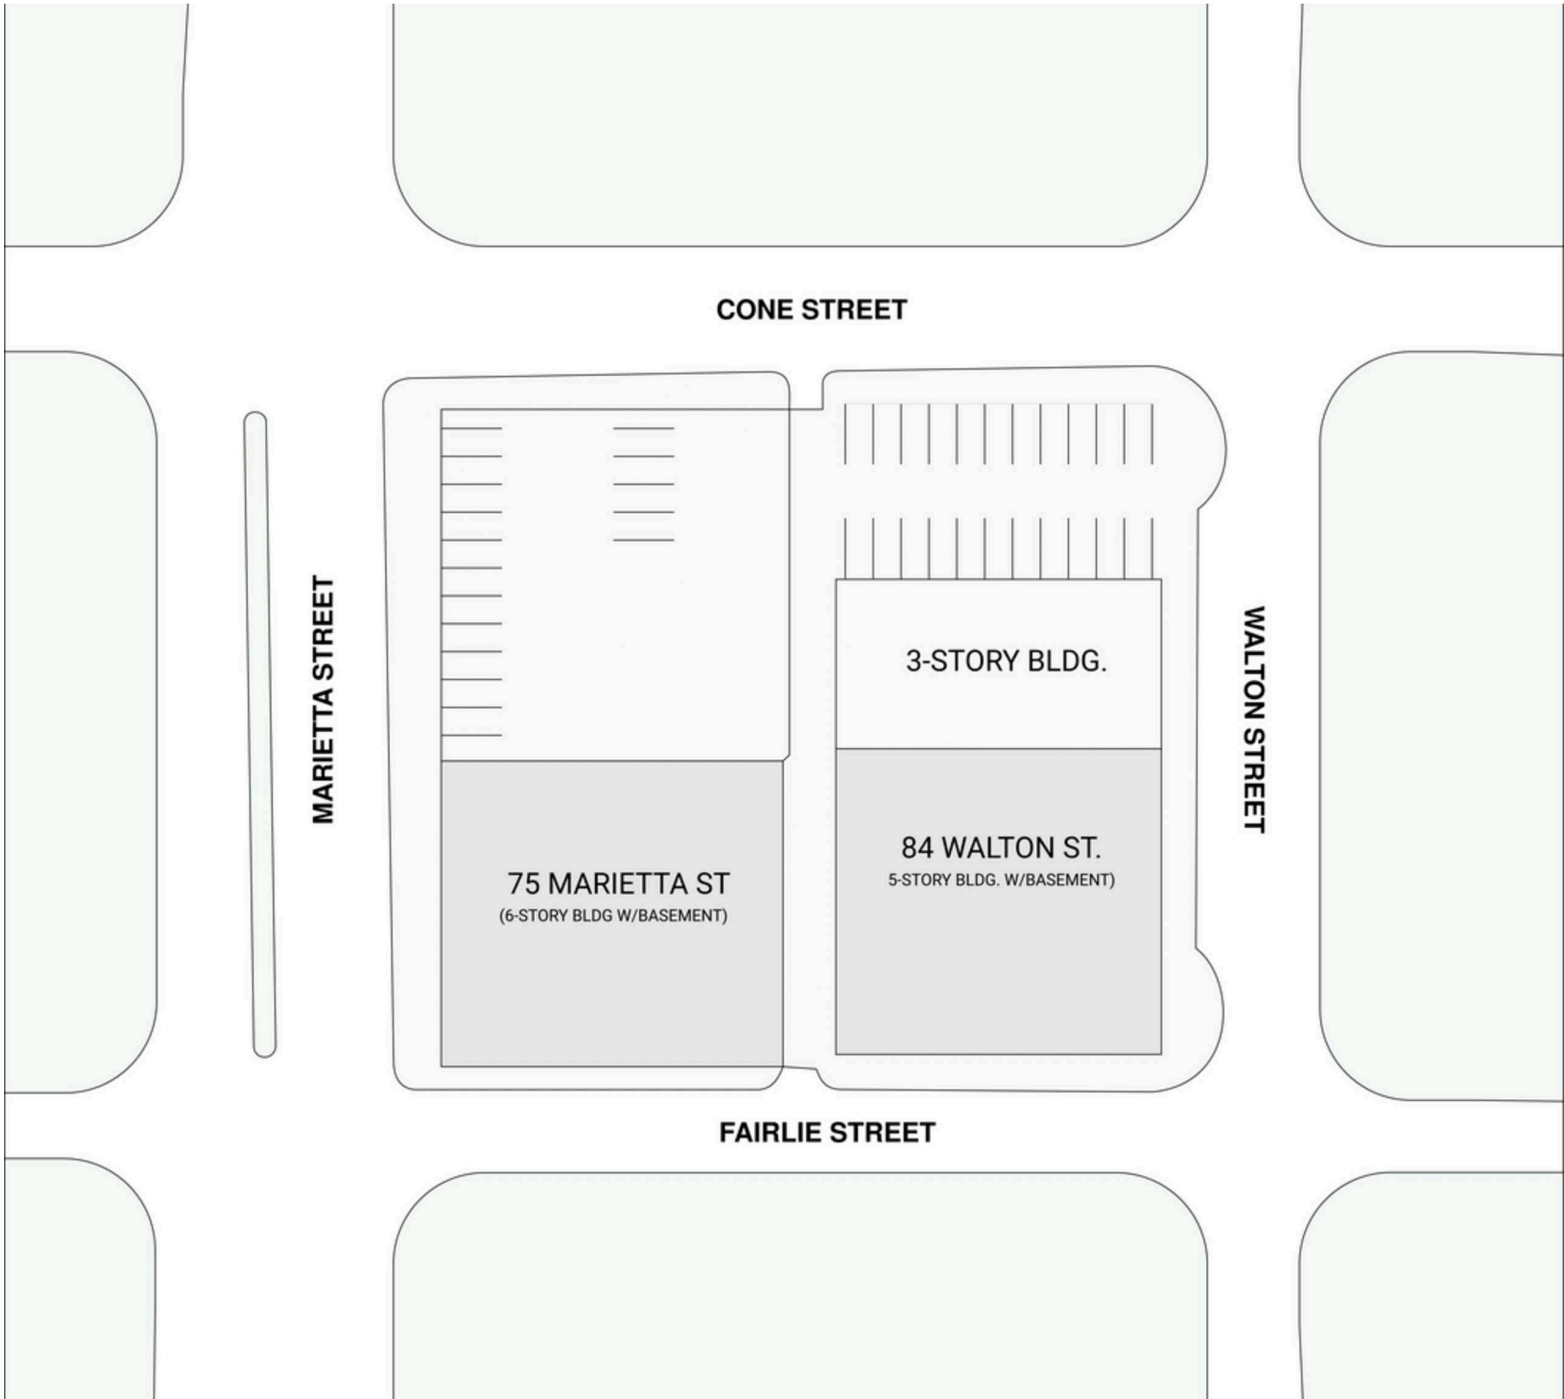 CONE STREET
MARIETTA STREET
3-STORY BLDG.
WALTON STREET
84 WALTON ST.
5-STORY BLDG. W/BASEMENT)
75 MARIETTA ST
(6-STORY BLDG W/BASEMENT)
FAIRLIE STREET